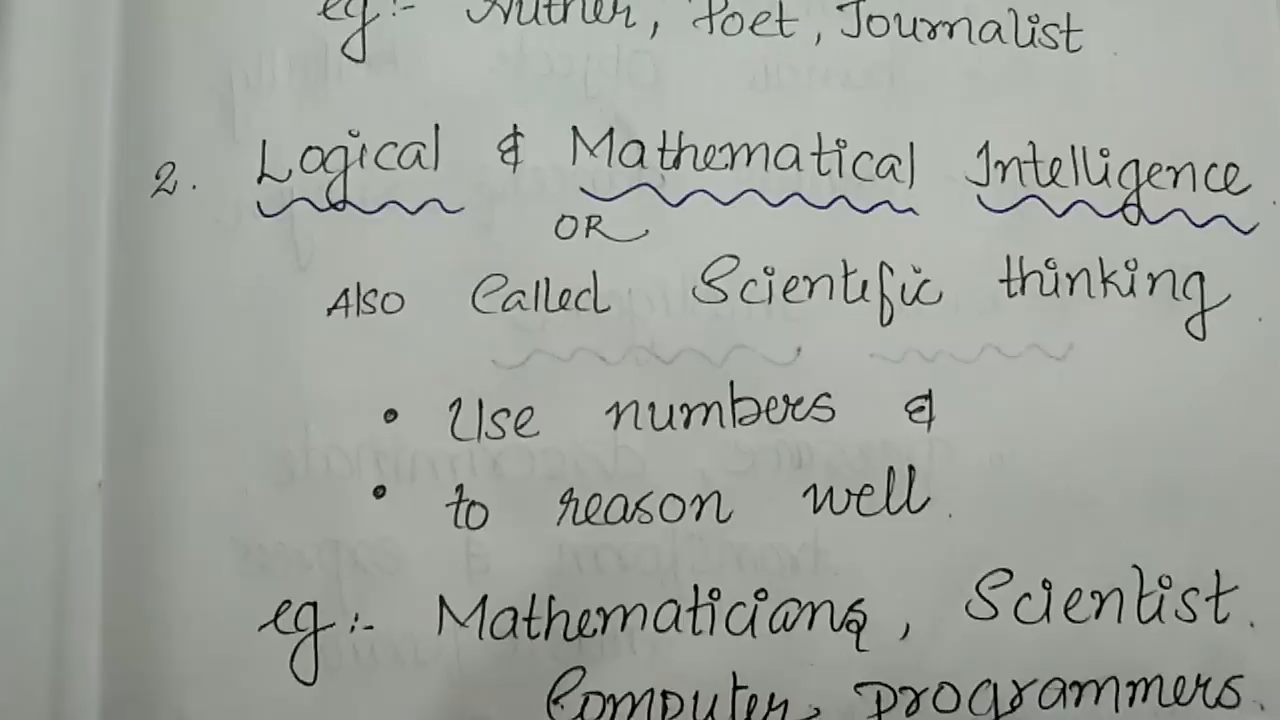 eg:- Author, Poet, Journalist
2. Logical & Mathematical Intelligence
OR
Also Called Scientific thinking
• Use numbers &
• to reason well.
eg:- Mathematicians, Scientist.
Computer, programmers.